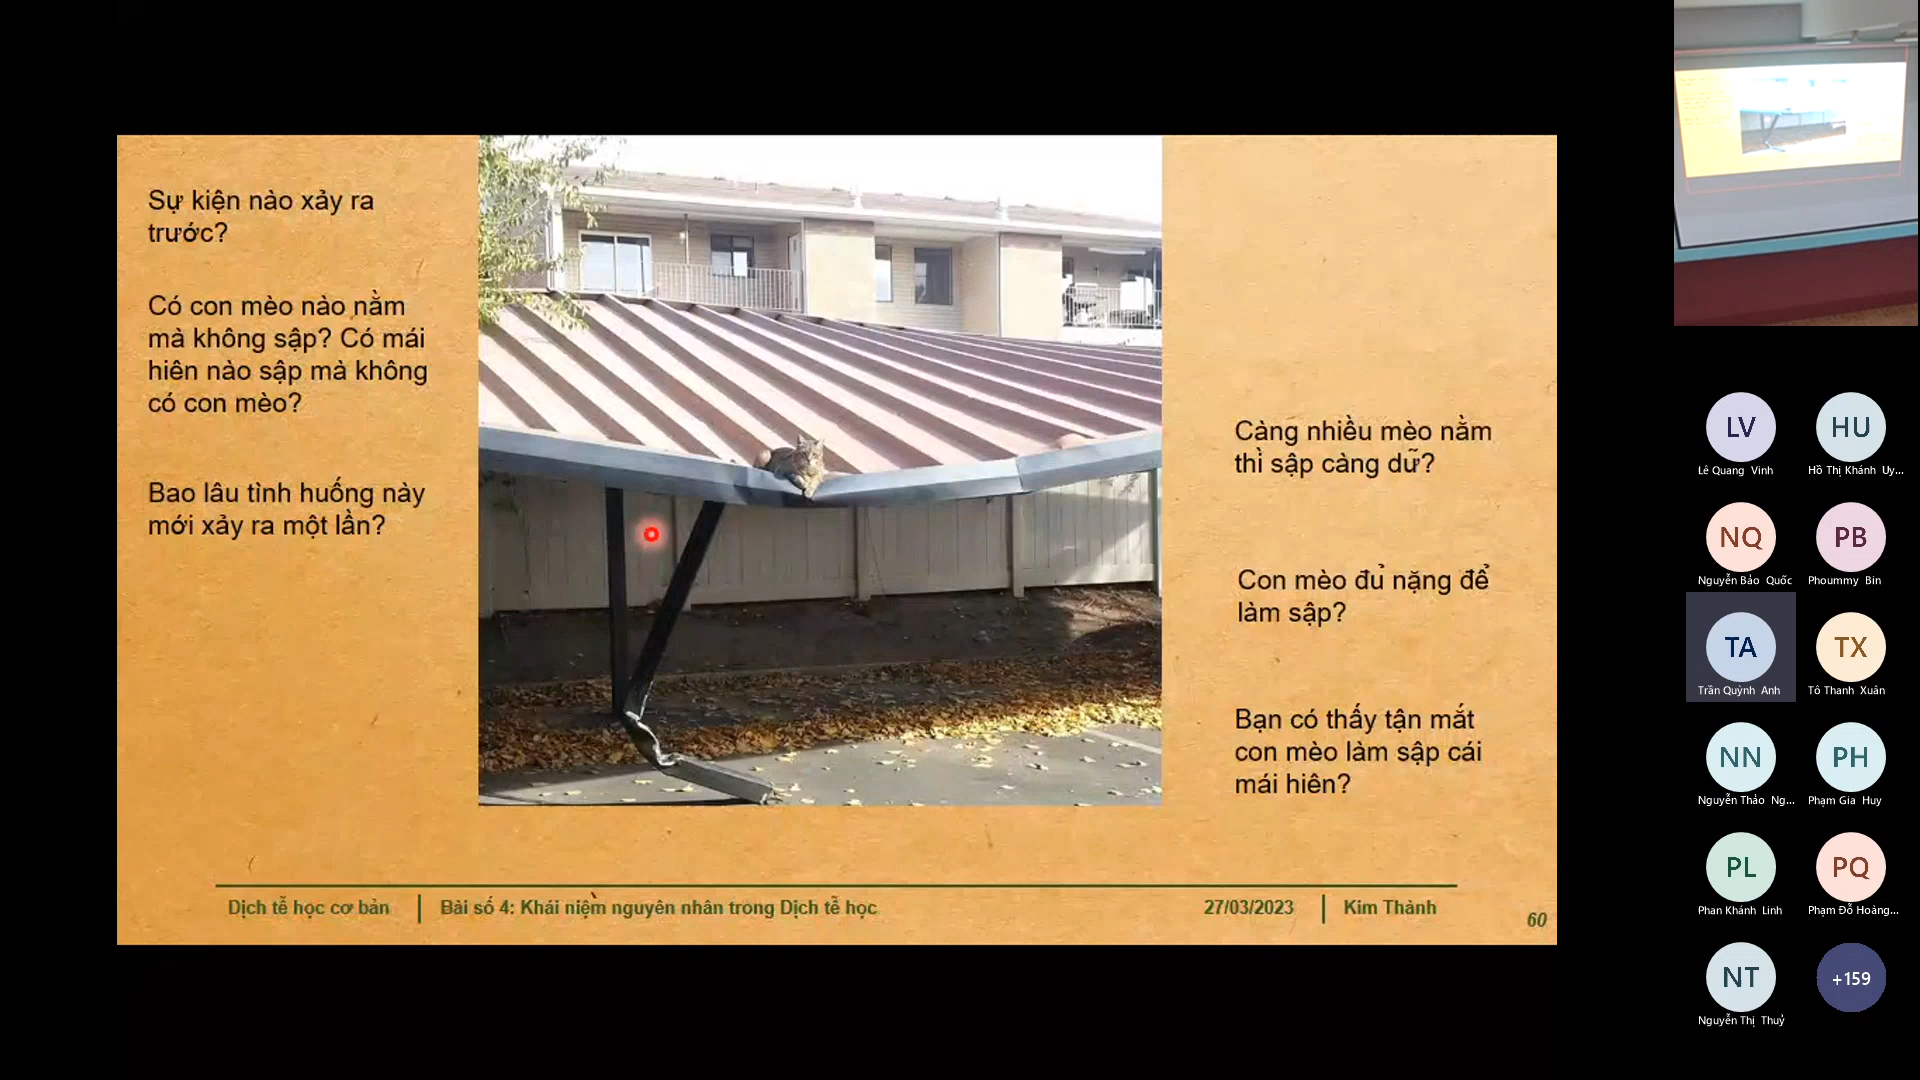 Sự kiện nào xảy ra
trước?
Có con mèo nào nằm
mà không sập? Có mái
hiên nào sập mà không
có con mèo?
Bao lâu tình huống này
mới xảy ra một lần?
Càng nhiều mèo nằm
thì sập càng dữ?
Con mèo đủ nặng để
làm sập?
Bạn có thấy tận mắt
con mèo làm sập cái
mái hiên?
Dịch tễ học cơ bản
Bài số 4: Khái niệm nguyên nhân trong Dịch tễ học
27/03/2023
Kim Thành
60
LV
HU
Lê Quang Vinh
Hồ Thị Khánh Uy...
NQ
PB
Nguyễn Bảo Quốc
Phoummy Bin
TA
TX
Trần Quỳnh Anh
Tô Thanh Xuân
NN
PH
Nguyễn Thảo Ng...
Phạm Gia Huy
PL
PQ
Phan Khánh Linh
Phạm Đỗ Hoàng...
NT
+159
Nguyễn Thị Thuỷ